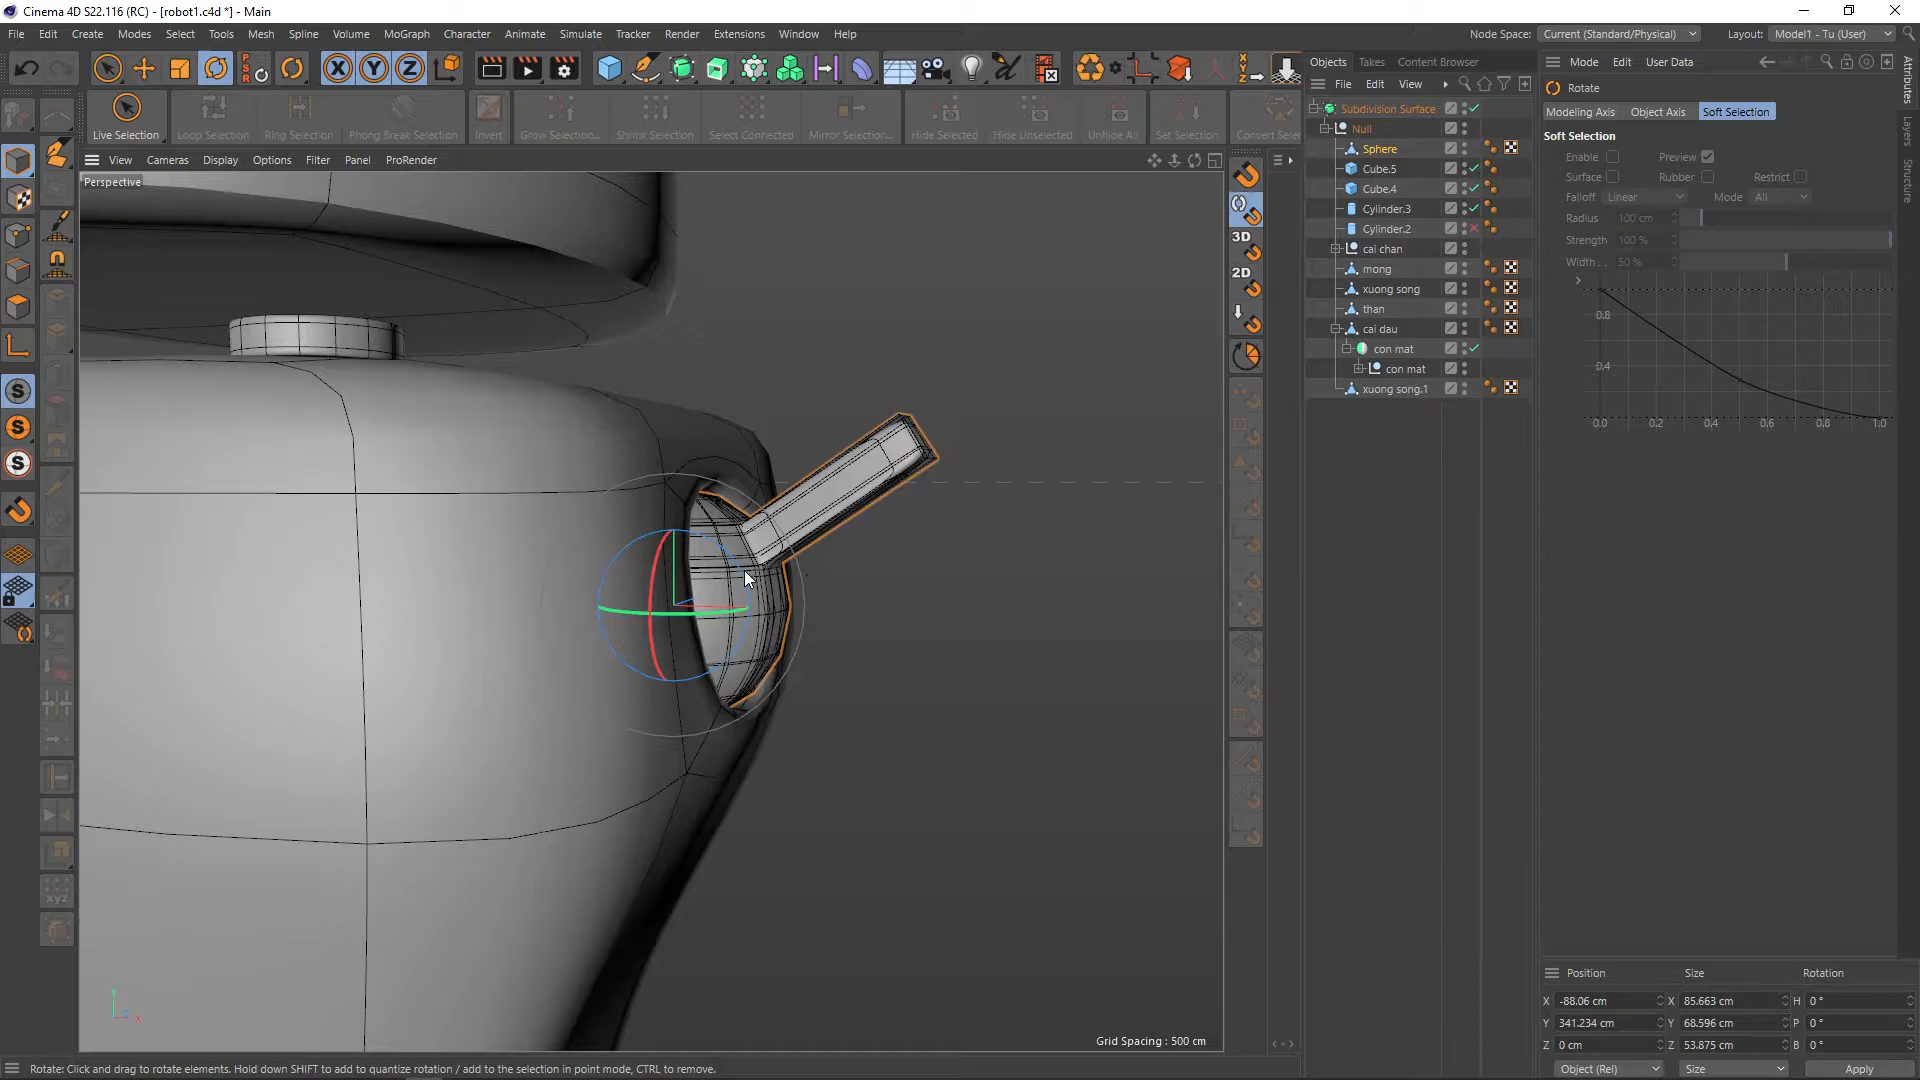 Cinema 4D S22.116 (RC) - [robot1.c4d *] - Main
File Edit Create Modes Select Tools Mesh Spline Volume MoGraph Character Animate Simulate Tracker Render Extensions Window Help
Node Space: Current (Standard/Physical) Layout: Model1 - Tu (User)
PSR X Y Z
Live Selection Loop Selection Ring Selection Phong Break Selection Invert Grow Selection... Shrink Selection Select Connected Mirror Selection... Hide Selected Hide Unselected Unhide All Set Selection Convert Selec
View Cameras Display Options Filter Panel ProRender
Perspective
3D
2D
S
S
S
xyz
Y
Z X
Grid Spacing : 500 cm
Objects Takes Content Browser
File Edit View
Subdivision Surface
Null
Sphere
Cube.5
Cube.4
Cylinder.3
Cylinder.2
cai chan
mong
xuong song
than
cai dau
con mat
con mat
xuong song.1
Mode Edit User Data
Rotate
Modeling Axis Object Axis Soft Selection
Soft Selection
Enable Preview
Surface Rubber Restrict
Falloff Linear Mode All
Radius 100 cm
Strength 100 %
Width . . 50 %
0.8
0.4
0.0 0.2 0.4 0.6 0.8 1.0
Attributes
Layers
Structure
Position Size Rotation
X -88.06 cm X 85.663 cm H 0 °
Y 341.234 cm Y 68.596 cm P 0 °
Z 0 cm Z 53.875 cm B 0 °
Object (Rel) Size Apply
Rotate: Click and drag to rotate elements. Hold down SHIFT to add to quantize rotation / add to the selection in point mode, CTRL to remove.